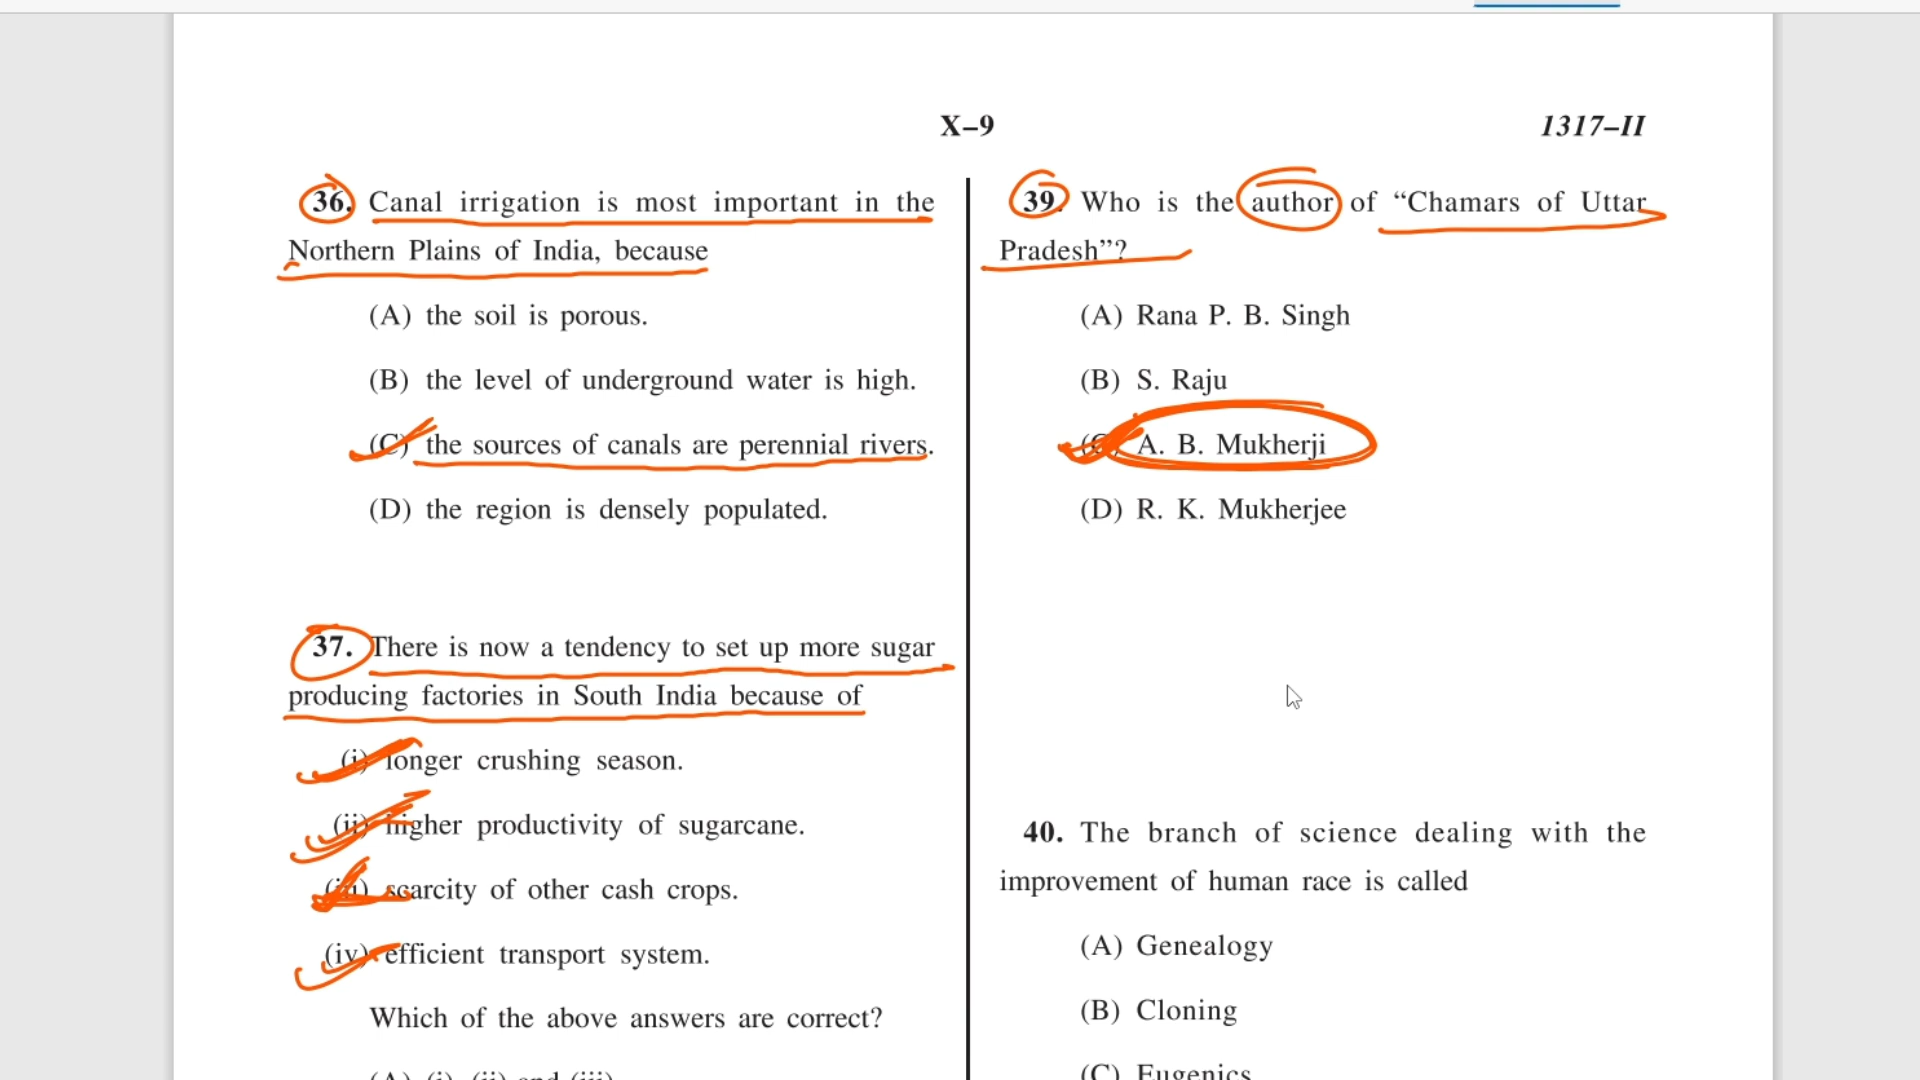 X–9
1317–II
36. Canal irrigation is most important in the
Northern Plains of India, because
(A) the soil is porous.
(B) the level of underground water is high.
(C) the sources of canals are perennial rivers.
(D) the region is densely populated.
37. There is now a tendency to set up more sugar
producing factories in South India because of
(i) longer crushing season.
(ii) higher productivity of sugarcane.
(iii) scarcity of other cash crops.
(iv) efficient transport system.
Which of the above answers are correct?
(A) (i), (ii) and (iii)
39. Who is the author of “Chamars of Uttar
Pradesh”?
(A) Rana P. B. Singh
(B) S. Raju
(C) A. B. Mukherji
(D) R. K. Mukherjee
40. The branch of science dealing with the
improvement of human race is called
(A) Genealogy
(B) Cloning
(C) Eugenics